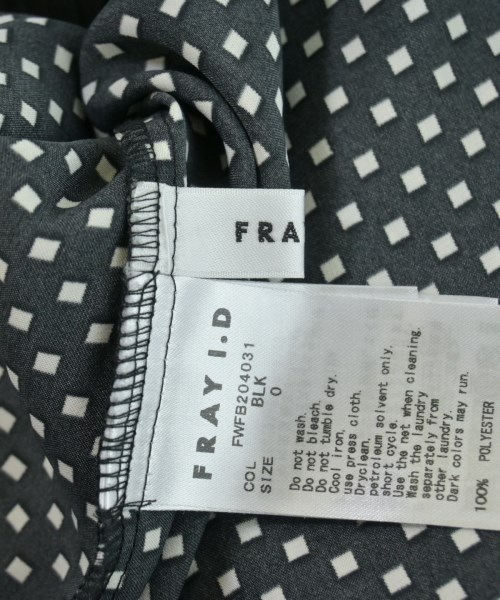 FRA
FRAY I.D
FWFB204031
COL BLK
SIZE 0
Do not wash.
Do not bleach.
Do not tumble dry.
Cool iron.
use press cloth.
Dryclean.
petroleum solvent only.
short cycle.
Use the net when cleaning.
Wash the laundry
separately from
other laundry.
Dark colors may run.
100% POLYESTER